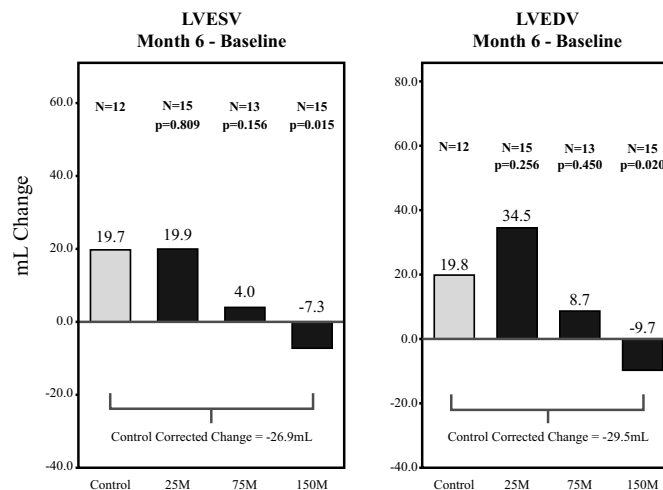 LVESV
Month 6 - Baseline
mL Change
60.0
40.0
20.0
0.0
-20.0
-40.0
N=12
N=15
p=0.809
N=13
p=0.156
N=15
p=0.015
19.7
19.9
4.0
-7.3
Control Corrected Change = -26.9mL
Control
25M
75M
150M
LVEDV
Month 6 - Baseline
80.0
60.0
40.0
20.0
0.0
-20.0
-40.0
N=12
N=15
p=0.256
N=13
p=0.450
N=15
p=0.020
19.8
34.5
8.7
-9.7
Control Corrected Change = -29.5mL
Control
25M
75M
150M